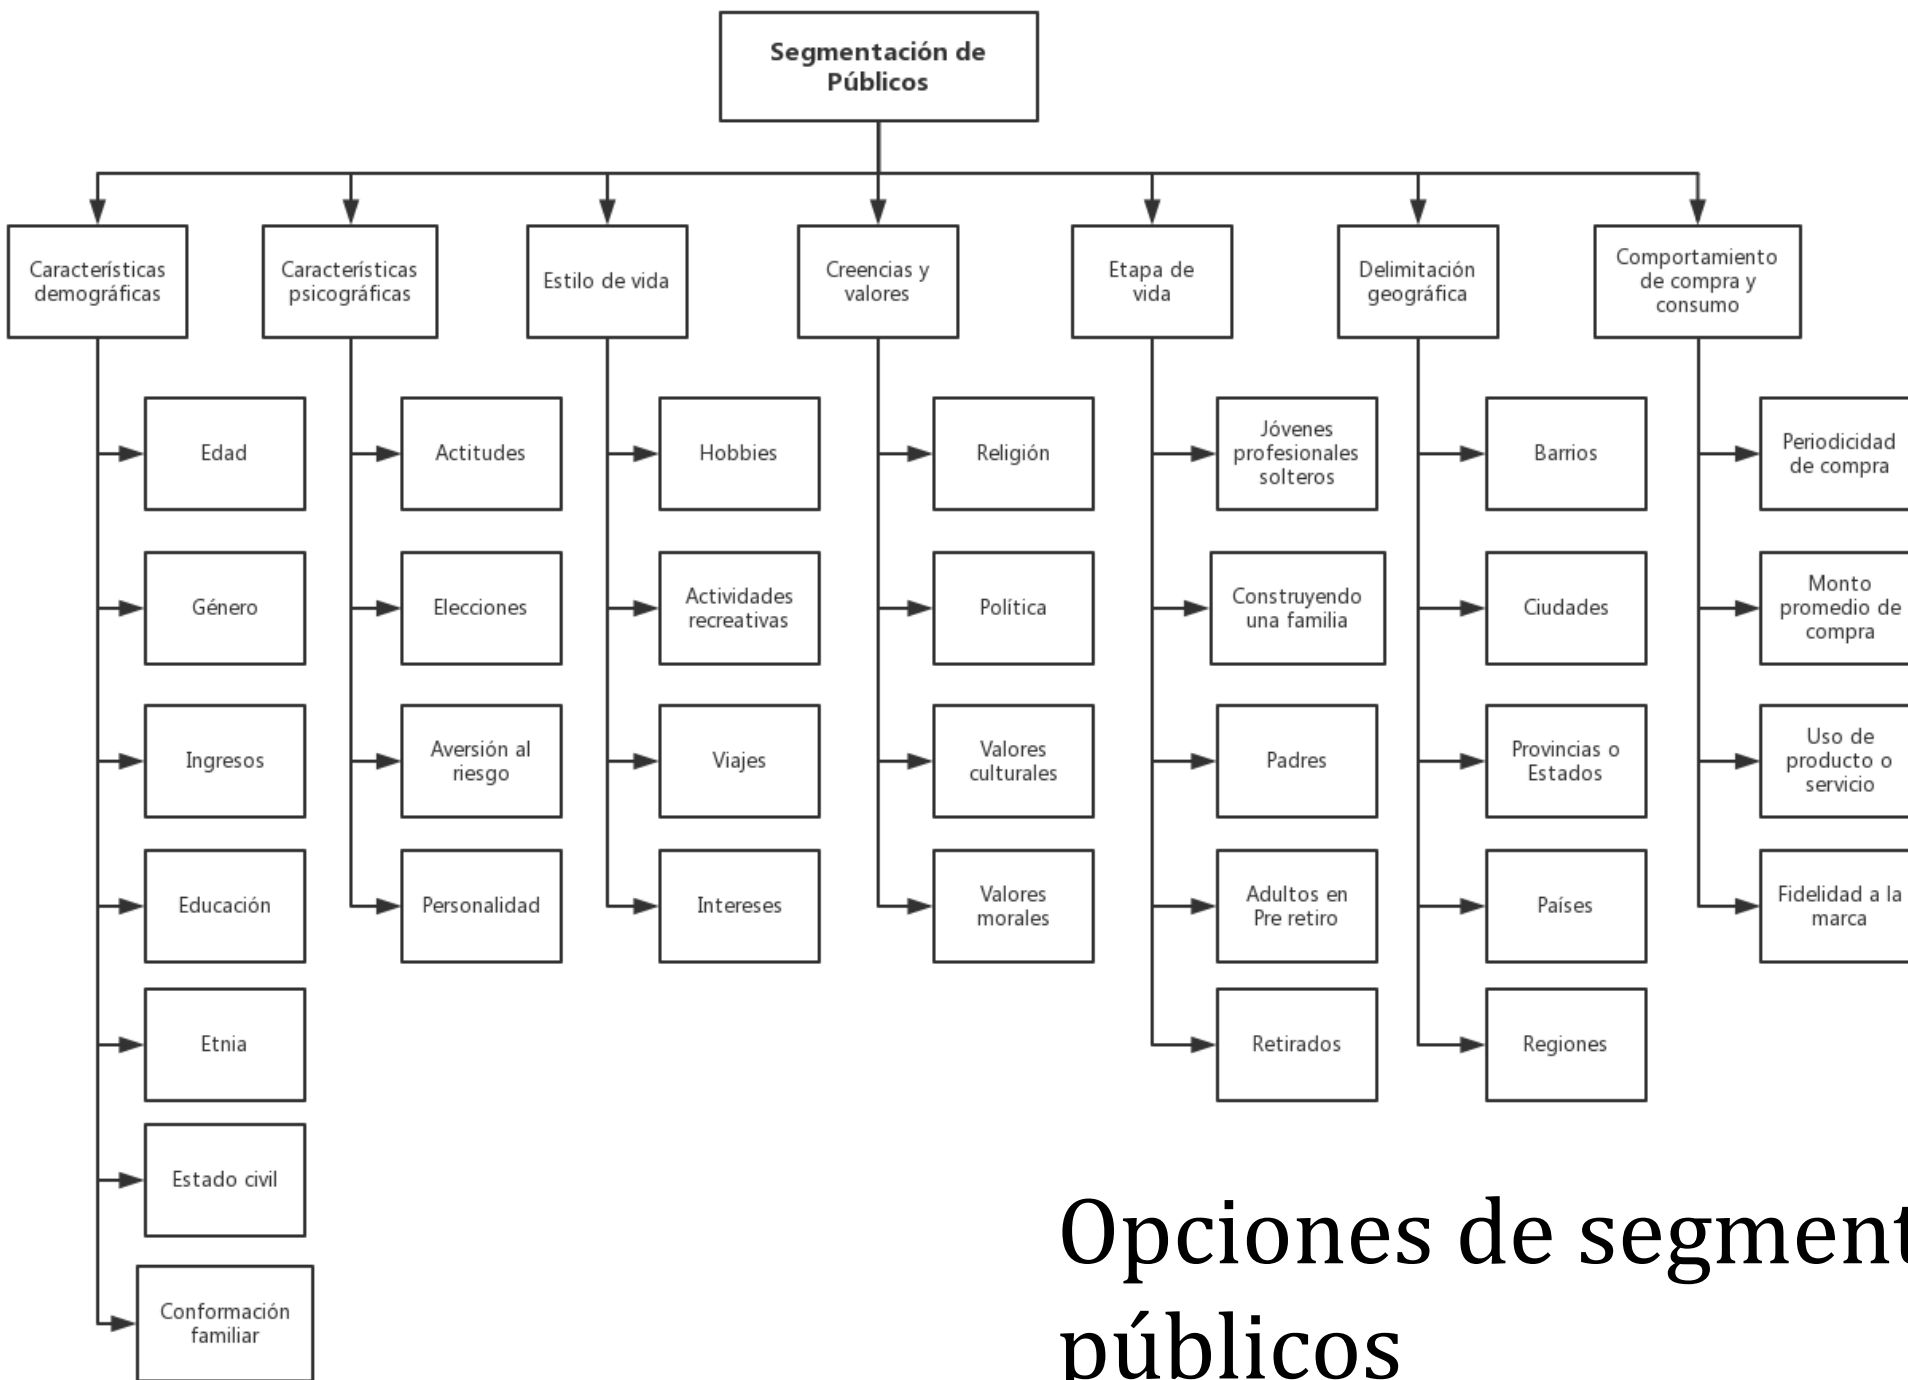 Segmentación de
Públicos
Características
demográficas
Edad
Género
Ingresos
Educación
Etnia
Estado civil
Conformación
familiar
Características
psicográficas
Actitudes
Elecciones
Aversión al
riesgo
Personalidad
Estilo de vida
Hobbies
Actividades
recreativas
Viajes
Intereses
Creencias y
valores
Religión
Política
Valores
culturales
Valores
morales
Etapa de
vida
Jóvenes
profesionales
solteros
Construyendo
una familia
Padres
Adultos en
Pre retiro
Retirados
Delimitación
geográfica
Barrios
Ciudades
Provincias o
Estados
Países
Regiones
Comportamiento
de compra y
consumo
Periodicidad
de compra
Monto
promedio de
compra
Uso de
producto o
servicio
Fidelidad a la
marca
Opciones de segment
públicos